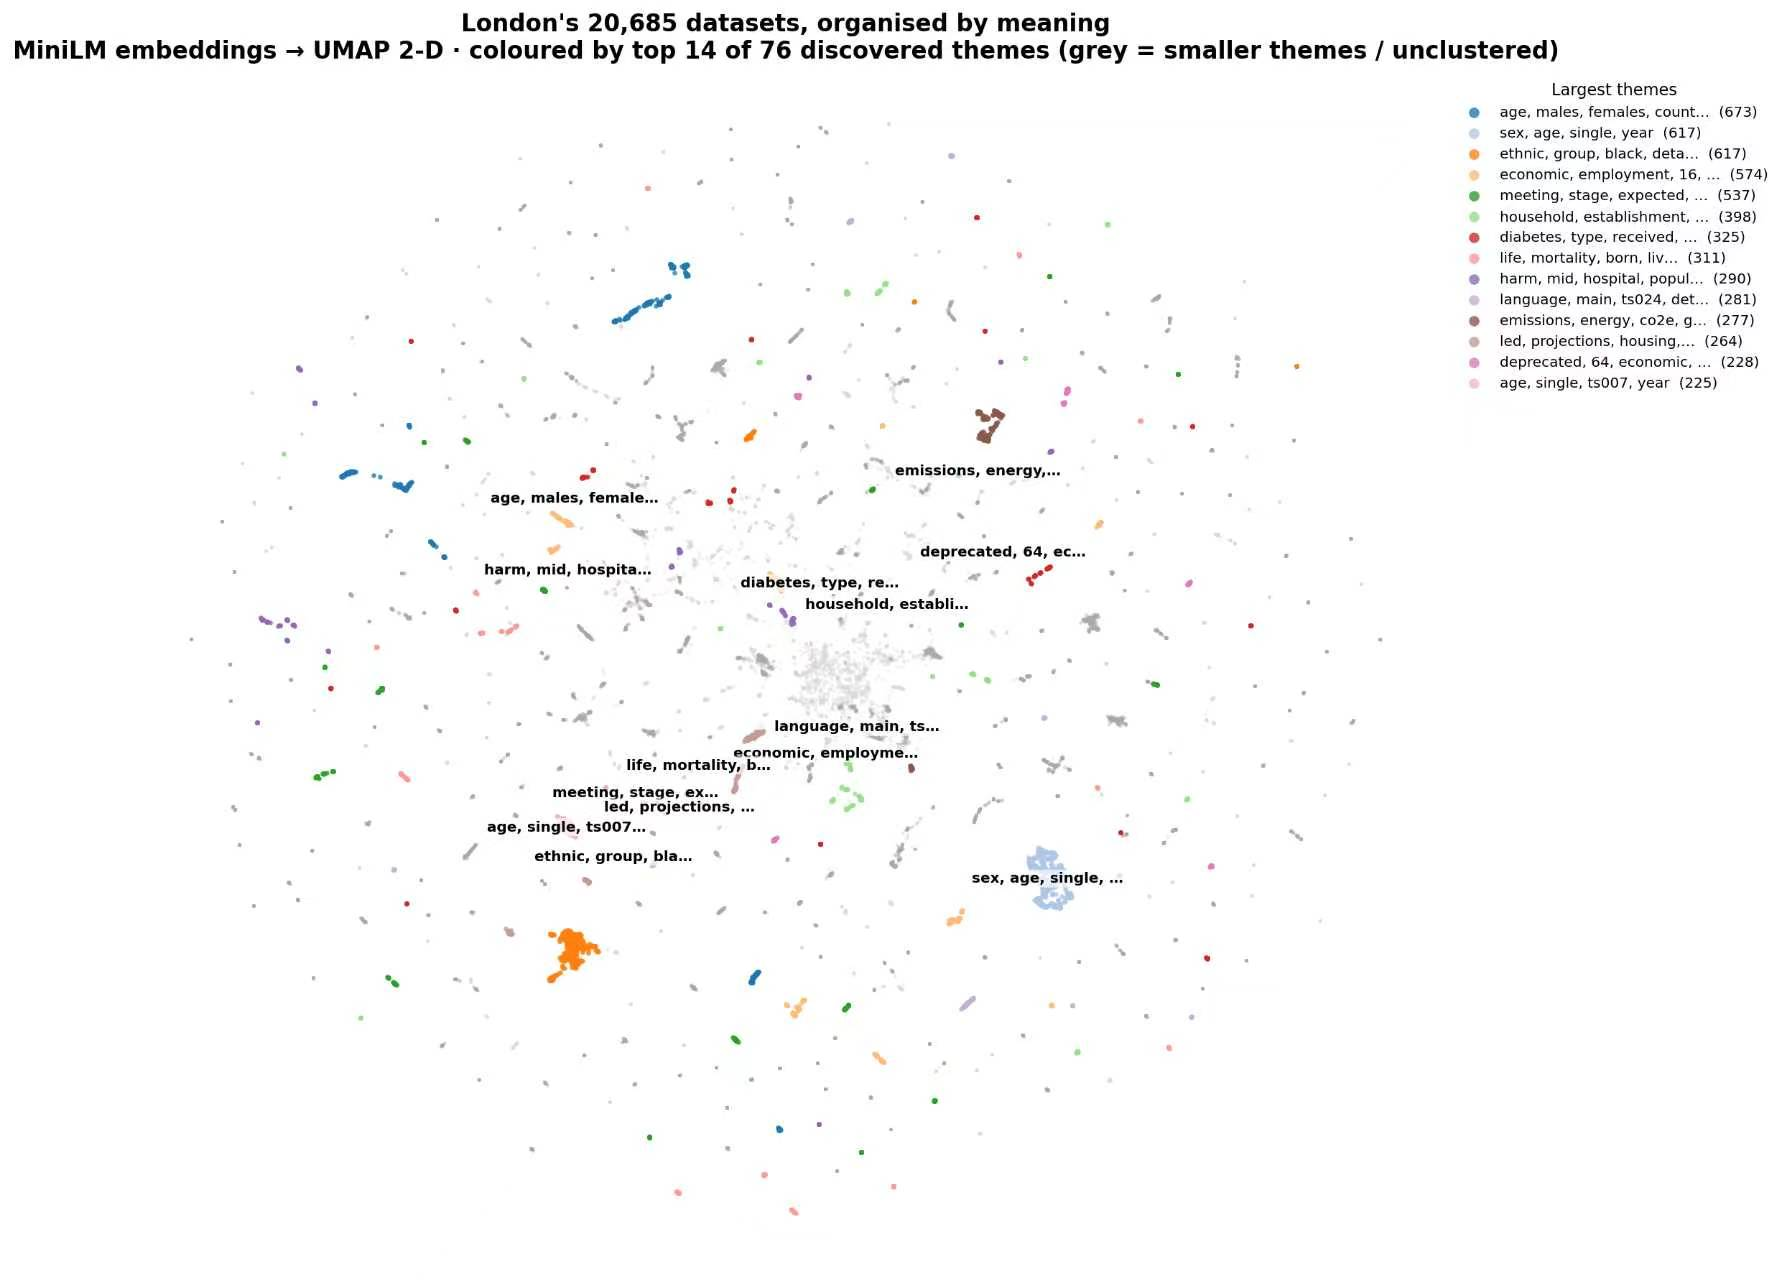 London's 20,685 datasets, organised by meaning
MiniLM embeddings → UMAP 2-D · coloured by top 14 of 76 discovered themes (grey = smaller themes / unclustered)
Largest themes
age, males, females, count... (673)
sex, age, single, year (617)
ethnic, group, black, deta... (617)
economic, employment, 16, ... (574)
meeting, stage, expected, ... (537)
household, establishment, ... (398)
diabetes, type, received, ... (325)
life, mortality, born, liv... (311)
harm, mid, hospital, popul... (290)
language, main, ts024, det... (281)
emissions, energy, co2e, g... (277)
led, projections, housing,... (264)
deprecated, 64, economic, ... (228)
age, single, ts007, year (225)
emissions, energy,...
age, males, female...
deprecated, 64, ec...
harm, mid, hospita...
diabetes, type, re...
household, establi...
language, main, ts...
economic, employme...
life, mortality, b...
meeting, stage, ex...
led, projections, ...
age, single, ts007...
ethnic, group, bla...
sex, age, single, ...